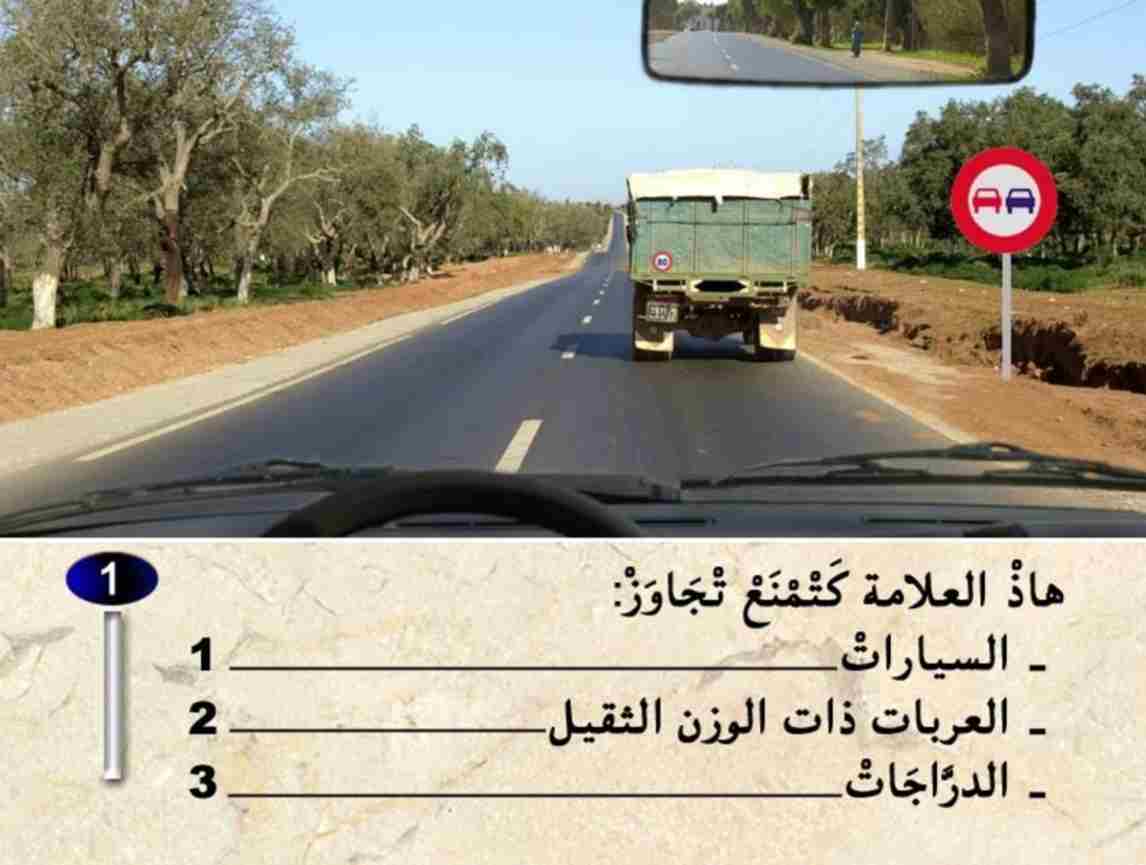 80
1
هاذْ العلامة كَتْمْنَعْ تْجَاوَزْ:
ـ السياراتْ 1
ـ العربات ذات الوزن الثقيل 2
ـ الدرَّاجَاتْ 3